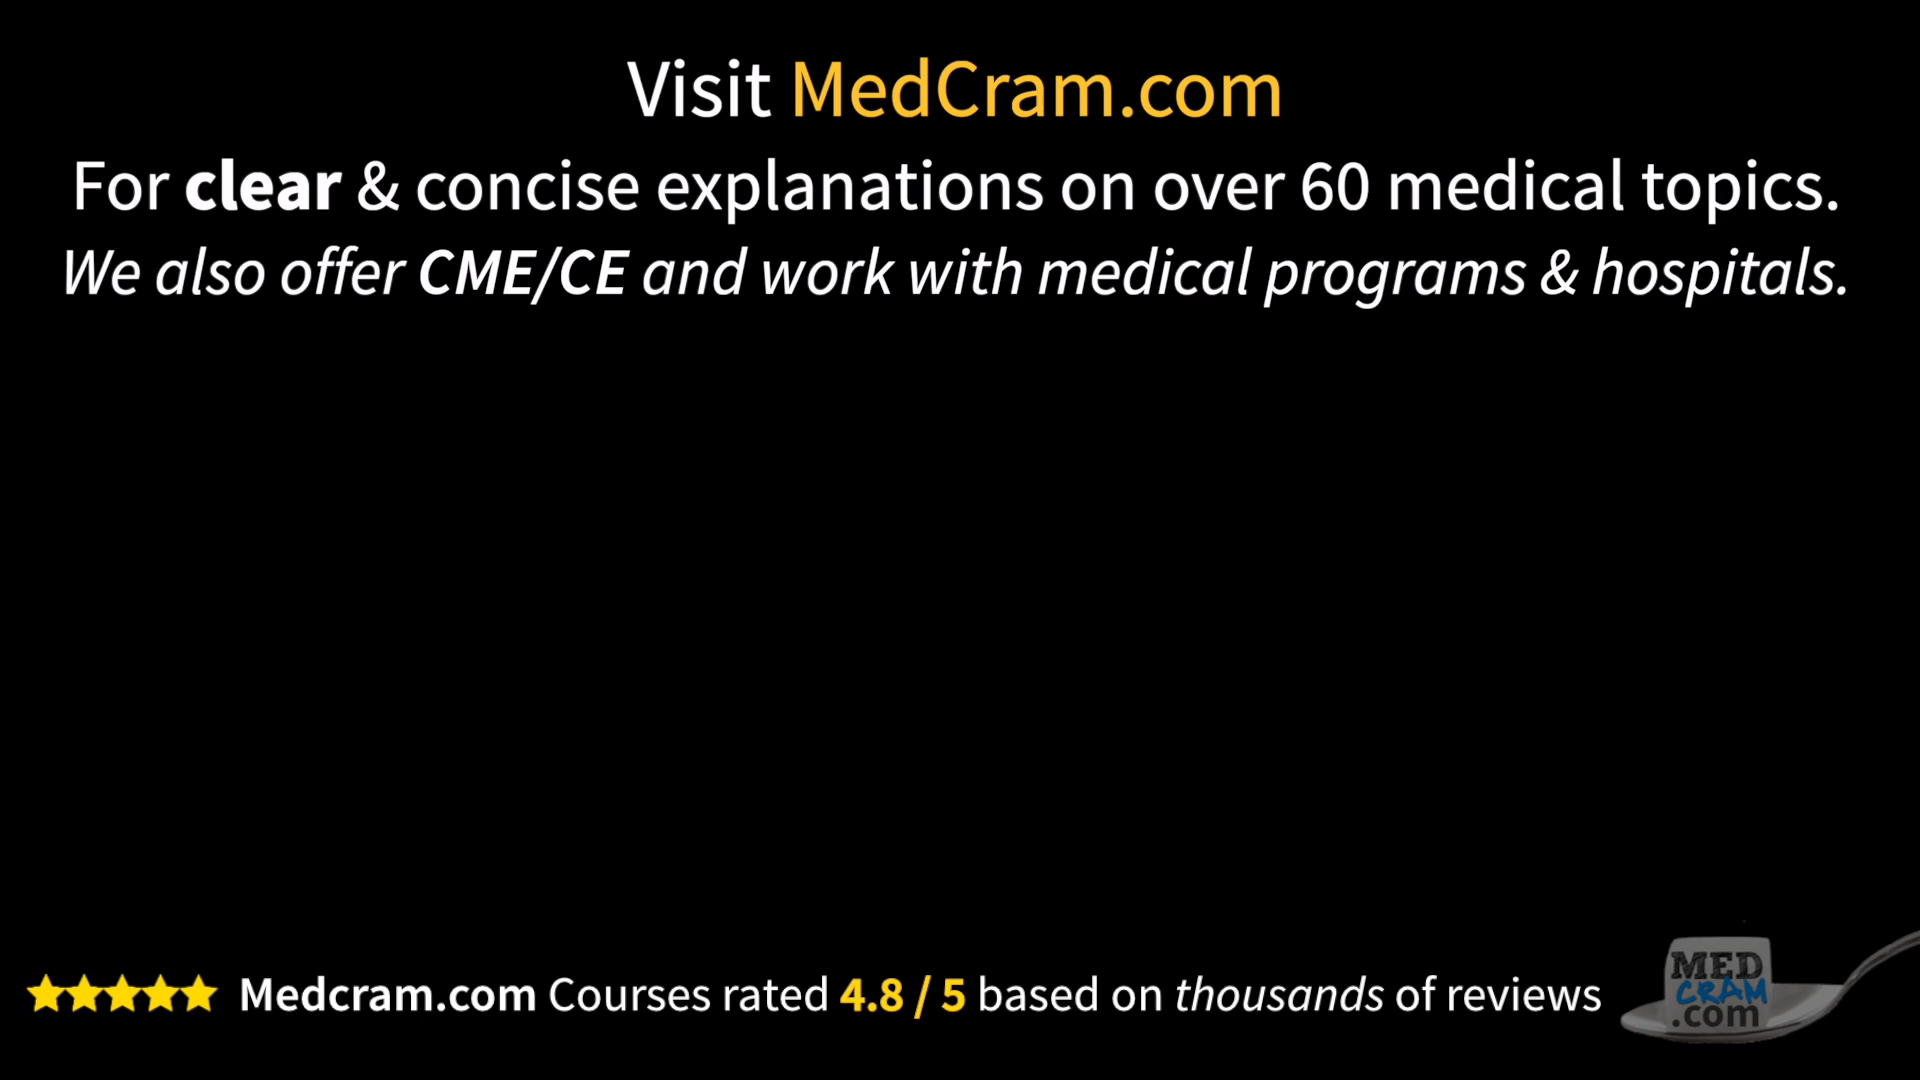 Visit MedCram.com
For clear & concise explanations on over 60 medical topics.
We also offer CME/CE and work with medical programs & hospitals.
Medcram.com Courses rated 4.8 / 5 based on thousands of reviews
MED
CRAM
.com